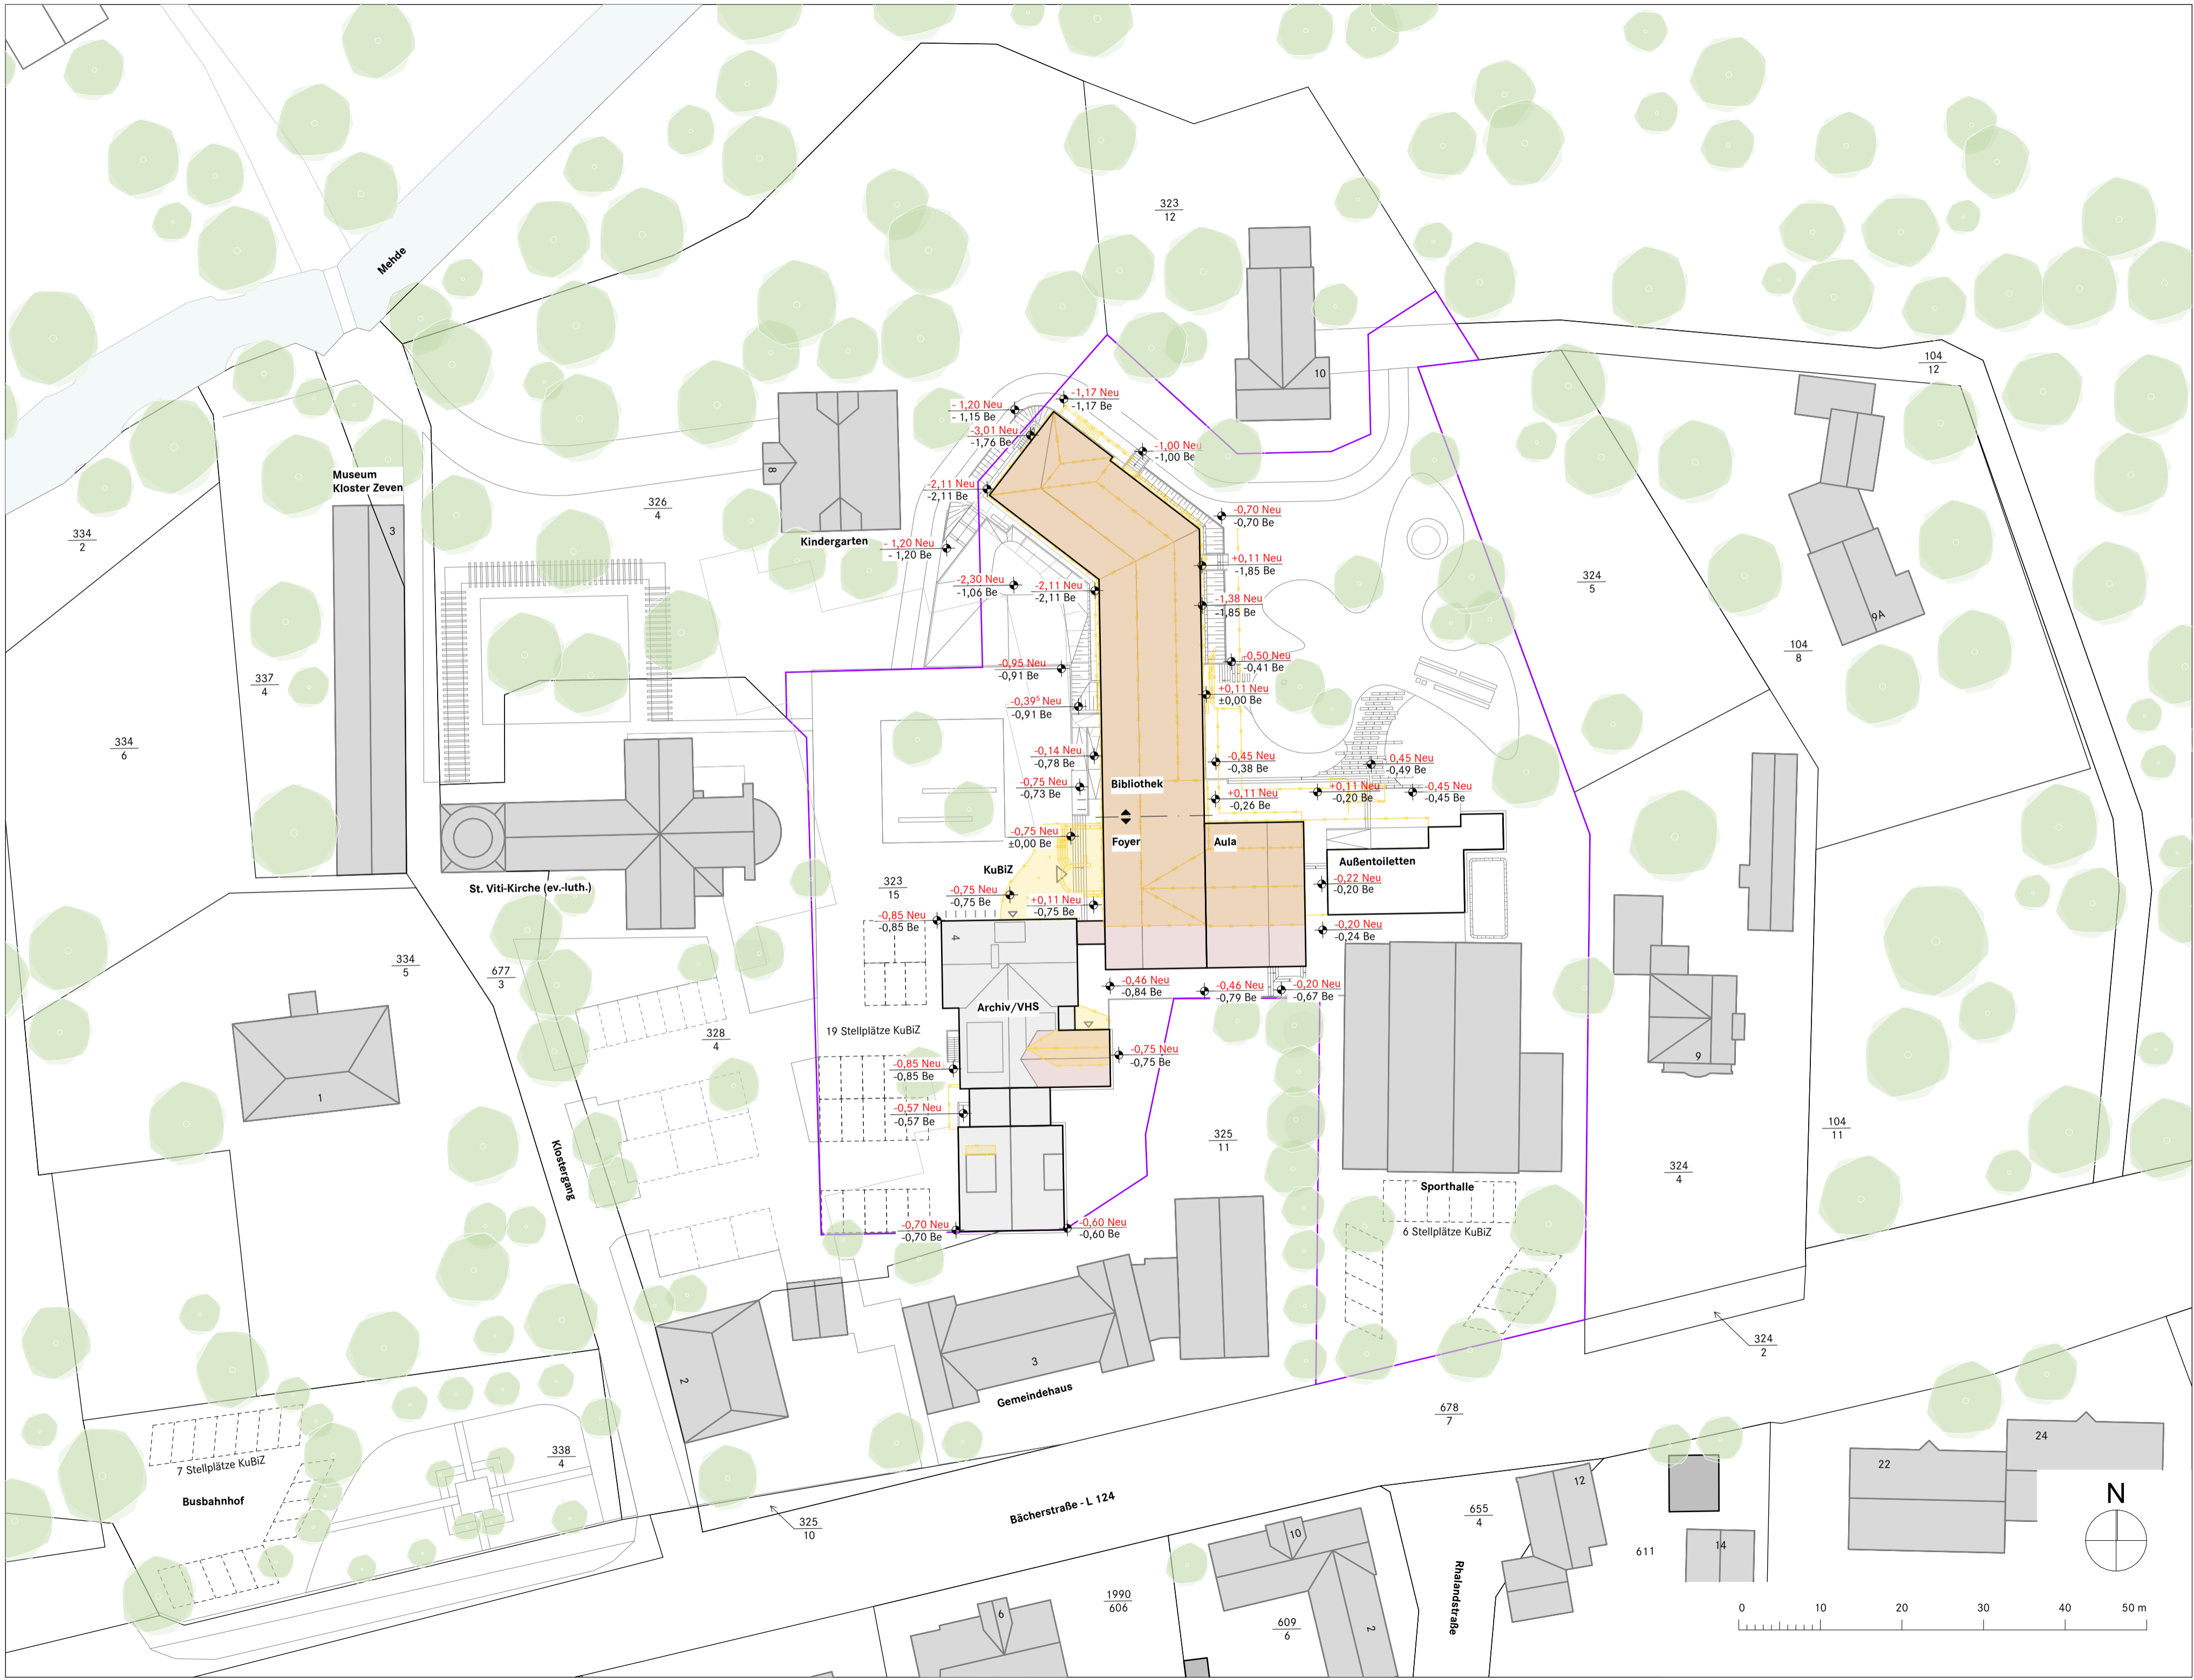 Mehde
323
12
10
104
12
- 1,20 Neu
- 1,15 Be
-1,17 Neu
-1,17 Be
-3,01 Neu
-1,76 Be
-1,00 Neu
-1,00 Be
Museum
Kloster Zeven
3
8
Kindergarten
326
4
334
2
-2,11 Neu
-2,11 Be
-0,70 Neu
-0,70 Be
- 1,20 Neu
- 1,20 Be
+0,11 Neu
-1,85 Be
-2,30 Neu
-1,06 Be
-2,11 Neu
-2,11 Be
-1,38 Neu
-1,85 Be
324
5
9A
104
8
-0,95 Neu
-0,91 Be
-0,50 Neu
-0,41 Be
337
4
-0,39⁵ Neu
-0,91 Be
+0,11 Neu
±0,00 Be
334
6
-0,14 Neu
-0,78 Be
-0,45 Neu
-0,38 Be
-0,45 Neu
-0,49 Be
-0,75 Neu
-0,73 Be
Bibliothek
+0,11 Neu
-0,26 Be
+0,11 Neu
-0,20 Be
-0,45 Neu
-0,45 Be
-0,75 Neu
±0,00 Be
Foyer
Aula
Außentoiletten
St. Viti-Kirche (ev.-luth.)
KuBiZ
323
15
-0,75 Neu
-0,75 Be
+0,11 Neu
-0,75 Be
-0,22 Neu
-0,20 Be
-0,85 Neu
-0,85 Be
4
-0,20 Neu
-0,24 Be
334
5
677
3
-0,46 Neu
-0,84 Be
-0,46 Neu
-0,79 Be
-0,20 Neu
-0,67 Be
Archiv/VHS
19 Stellplätze KuBiZ
328
4
-0,75 Neu
-0,75 Be
9
-0,85 Neu
-0,85 Be
1
-0,57 Neu
-0,57 Be
325
11
104
11
324
4
Klostergang
Sporthalle
6 Stellplätze KuBiZ
-0,70 Neu
-0,70 Be
-0,60 Neu
-0,60 Be
324
2
2
3
Gemeindehaus
678
7
338
4
7 Stellplätze KuBiZ
Busbahnhof
325
10
Bächerstraße - L 124
24
22
N
12
655
4
10
14
611
Rhalandstraße
1990
606
6
609
6
2
0
10
20
30
40
50 m